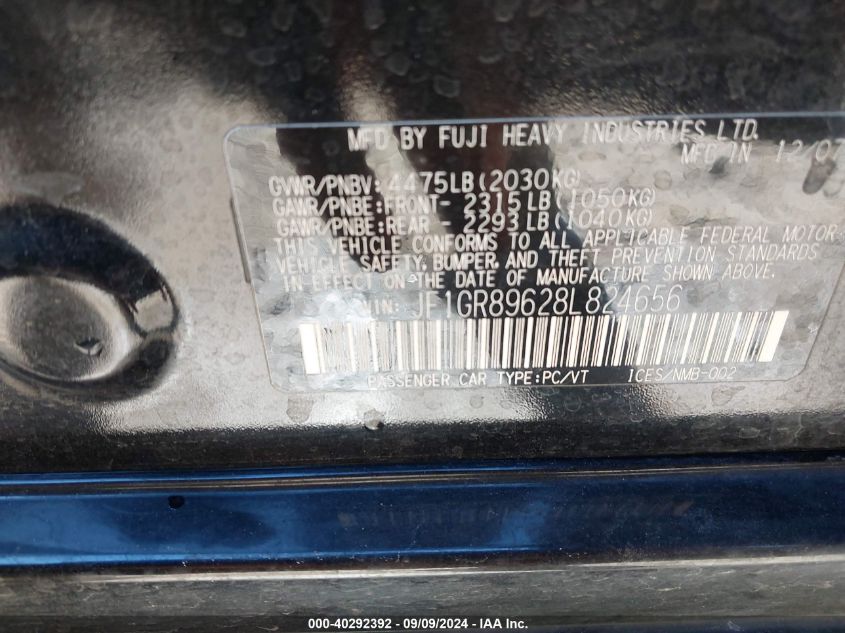 MFD BY FUJI HEAVY INDUSTRIES LTD.
MFG IN 12/07
GVWR/PNBV: 4475LB (2030KG)
GAWR/PNBE:FRONT- 2315LB (1050KG)
GAWR/PNBE:REAR - 2293LB (1040KG)
THIS VEHICLE CONFORMS TO ALL APPLICABLE FEDERAL MOTOR
VEHICLE SAFETY, BUMPER, AND THEFT PREVENTION STANDARDS
IN EFFECT ON THE DATE OF MANUFACTURE SHOWN ABOVE.
VIN: JF1GR89628L824656
PASSENGER CAR TYPE:PC/VT ICES/NMB-002
000-40292392 - 09/09/2024 - IAA Inc.